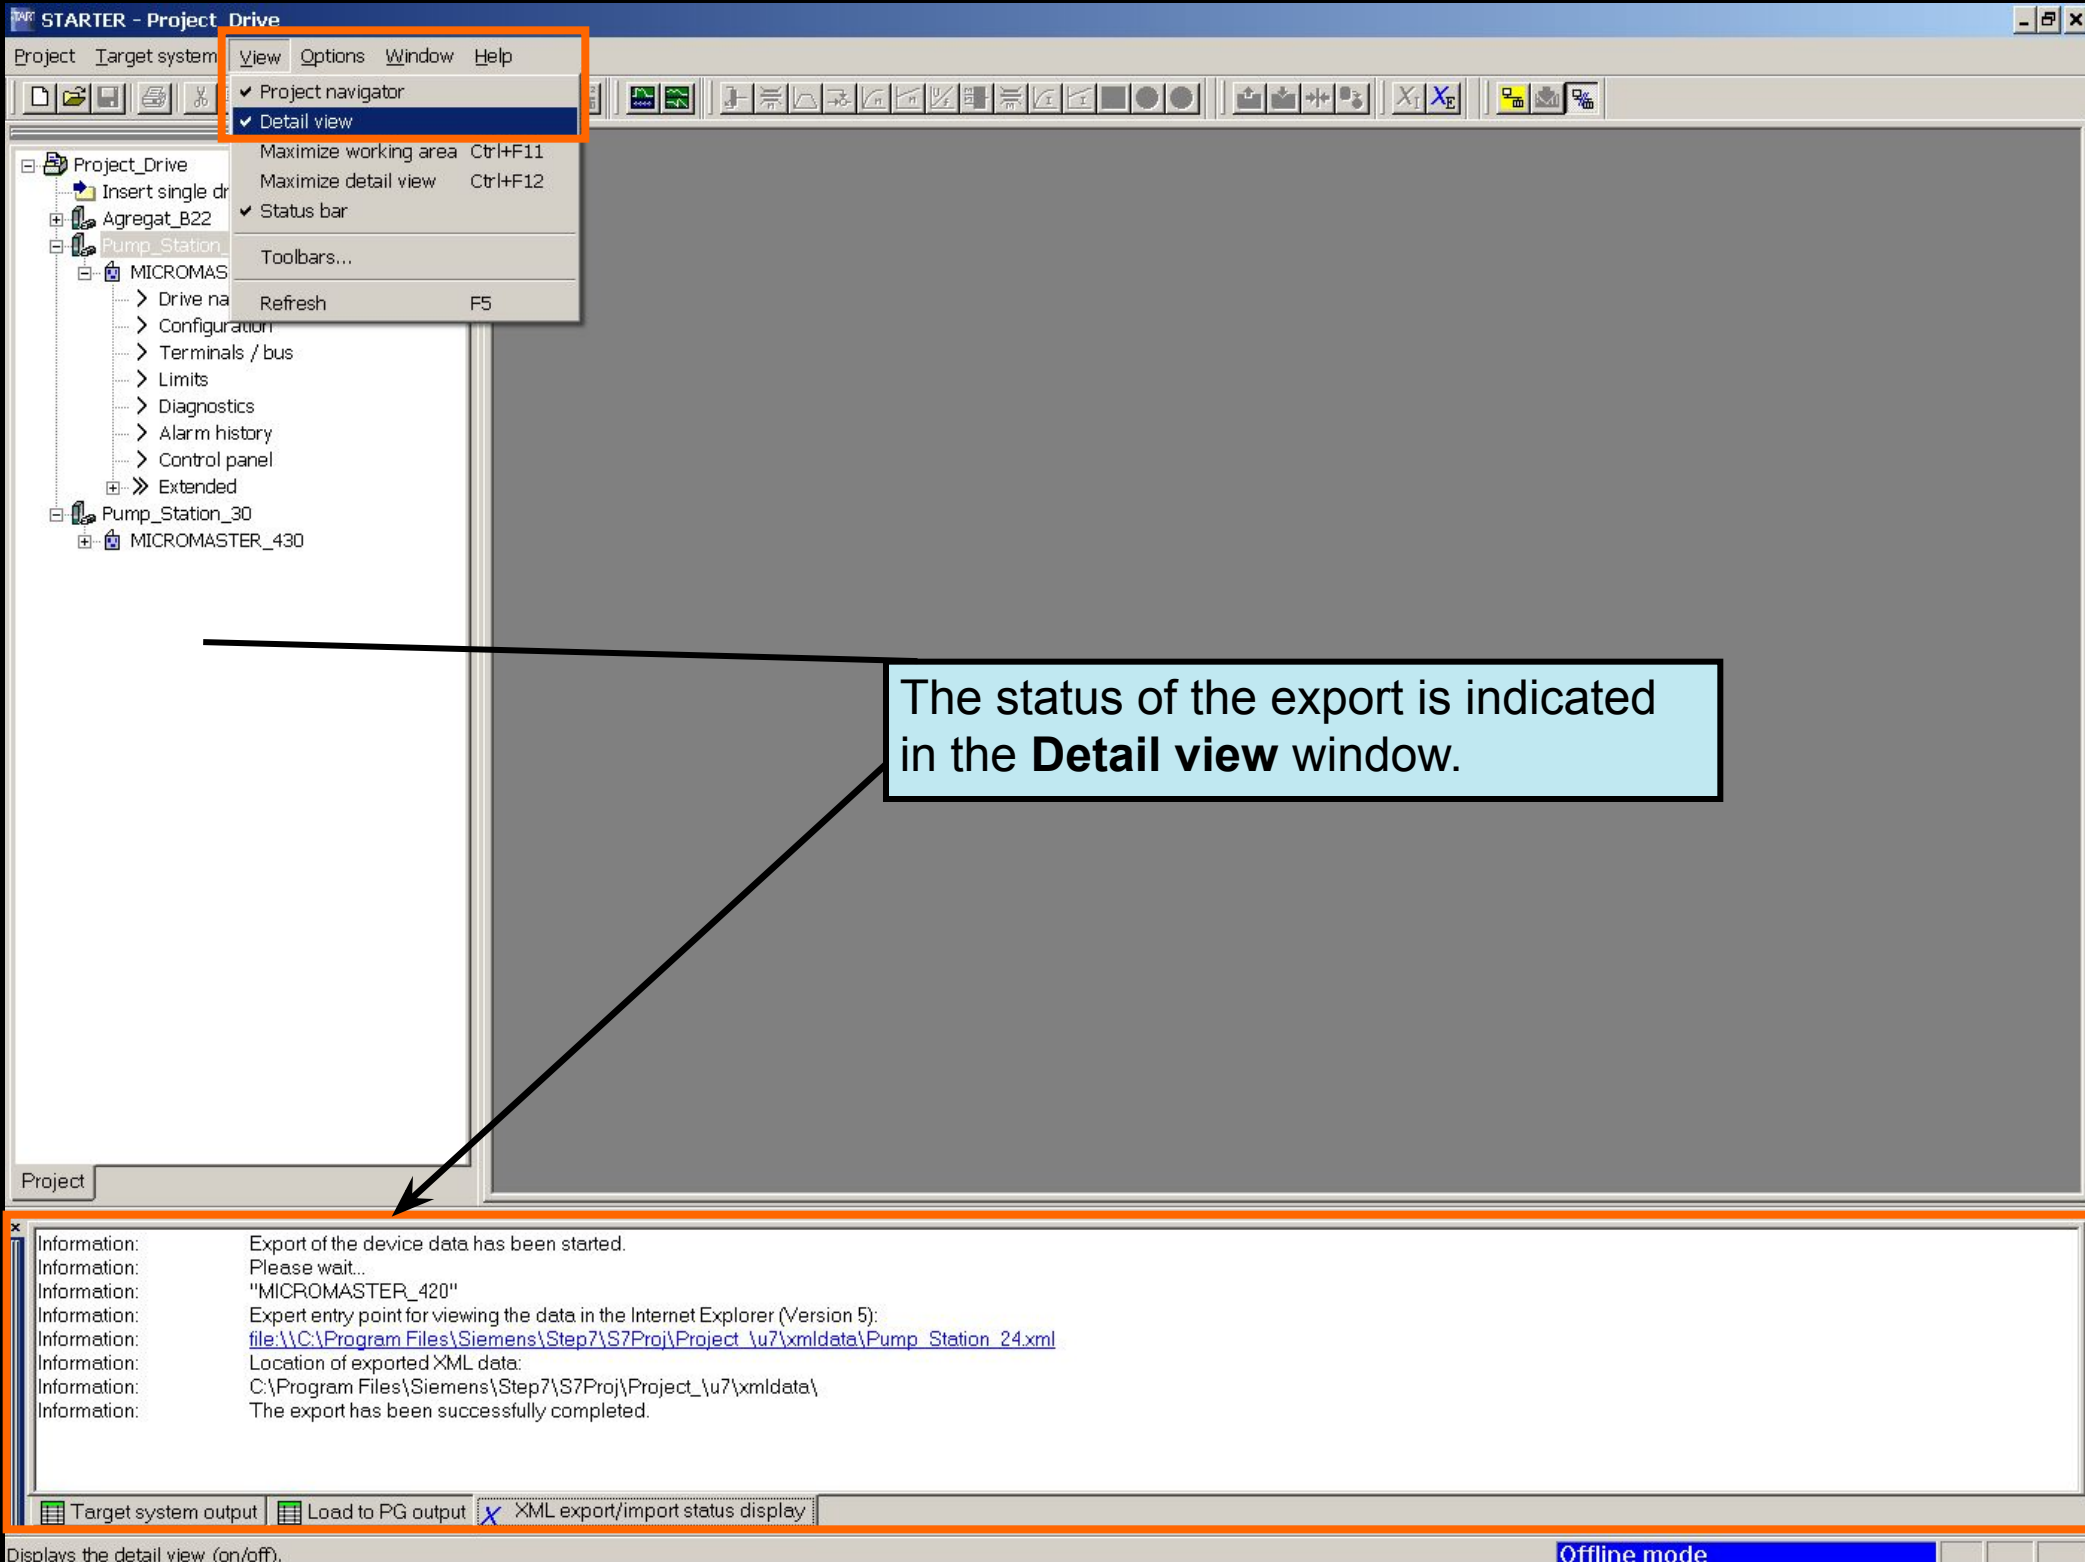 STARTER - Project_Drive
Project Target system View Options Window Help
Project navigator
Detail view
Maximize working area Ctrl+F11
Maximize detail view Ctrl+F12
Status bar
Toolbars...
Refresh F5
Project_Drive
Insert single dr
Agregat_B22
Pump_Station_
MICROMAS
Drive na
Configuration
Terminals / bus
Limits
Diagnostics
Alarm history
Control panel
Extended
Pump_Station_30
MICROMASTER_430
The status of the export is indicated
in the Detail view window.
Project
Information: Export of the device data has been started.
Information: Please wait...
Information: "MICROMASTER_420"
Information: Expert entry point for viewing the data in the Internet Explorer (Version 5):
Information: file:\\C:\Program Files\Siemens\Step7\S7Proj\Project_\u7\xmldata\Pump_Station_24.xml
Information: Location of exported XML data:
Information: C:\Program Files\Siemens\Step7\S7Proj\Project_\u7\xmldata\
Information: The export has been successfully completed.
Target system output Load to PG output XML export/import status display
Displays the detail view (on/off). Offline mode